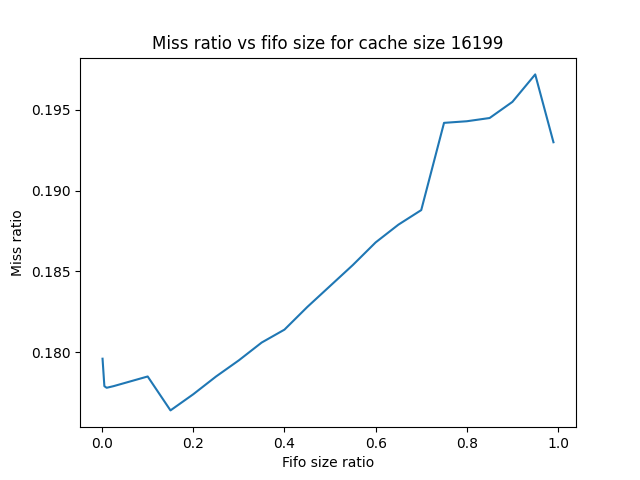 Miss ratio vs fifo size for cache size 16199
0.195
0.190
0.185
0.180
Miss ratio
0.0 0.2 0.4 0.6 0.8 1.0
Fifo size ratio